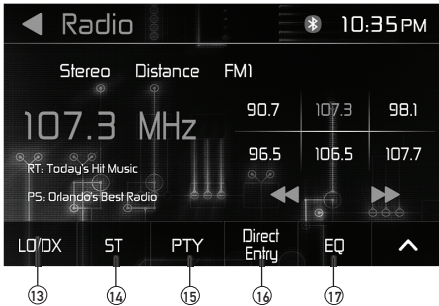 Radio 10:35PM
Stereo Distance FM1
107.3 MHz
90.7 107.3 98.1
96.5 106.5 107.7
RT: Today's Hit Music
PS: Orlando's Best Radio
LO/DX ST PTY Direct Entry EQ
13 14 15 16 17